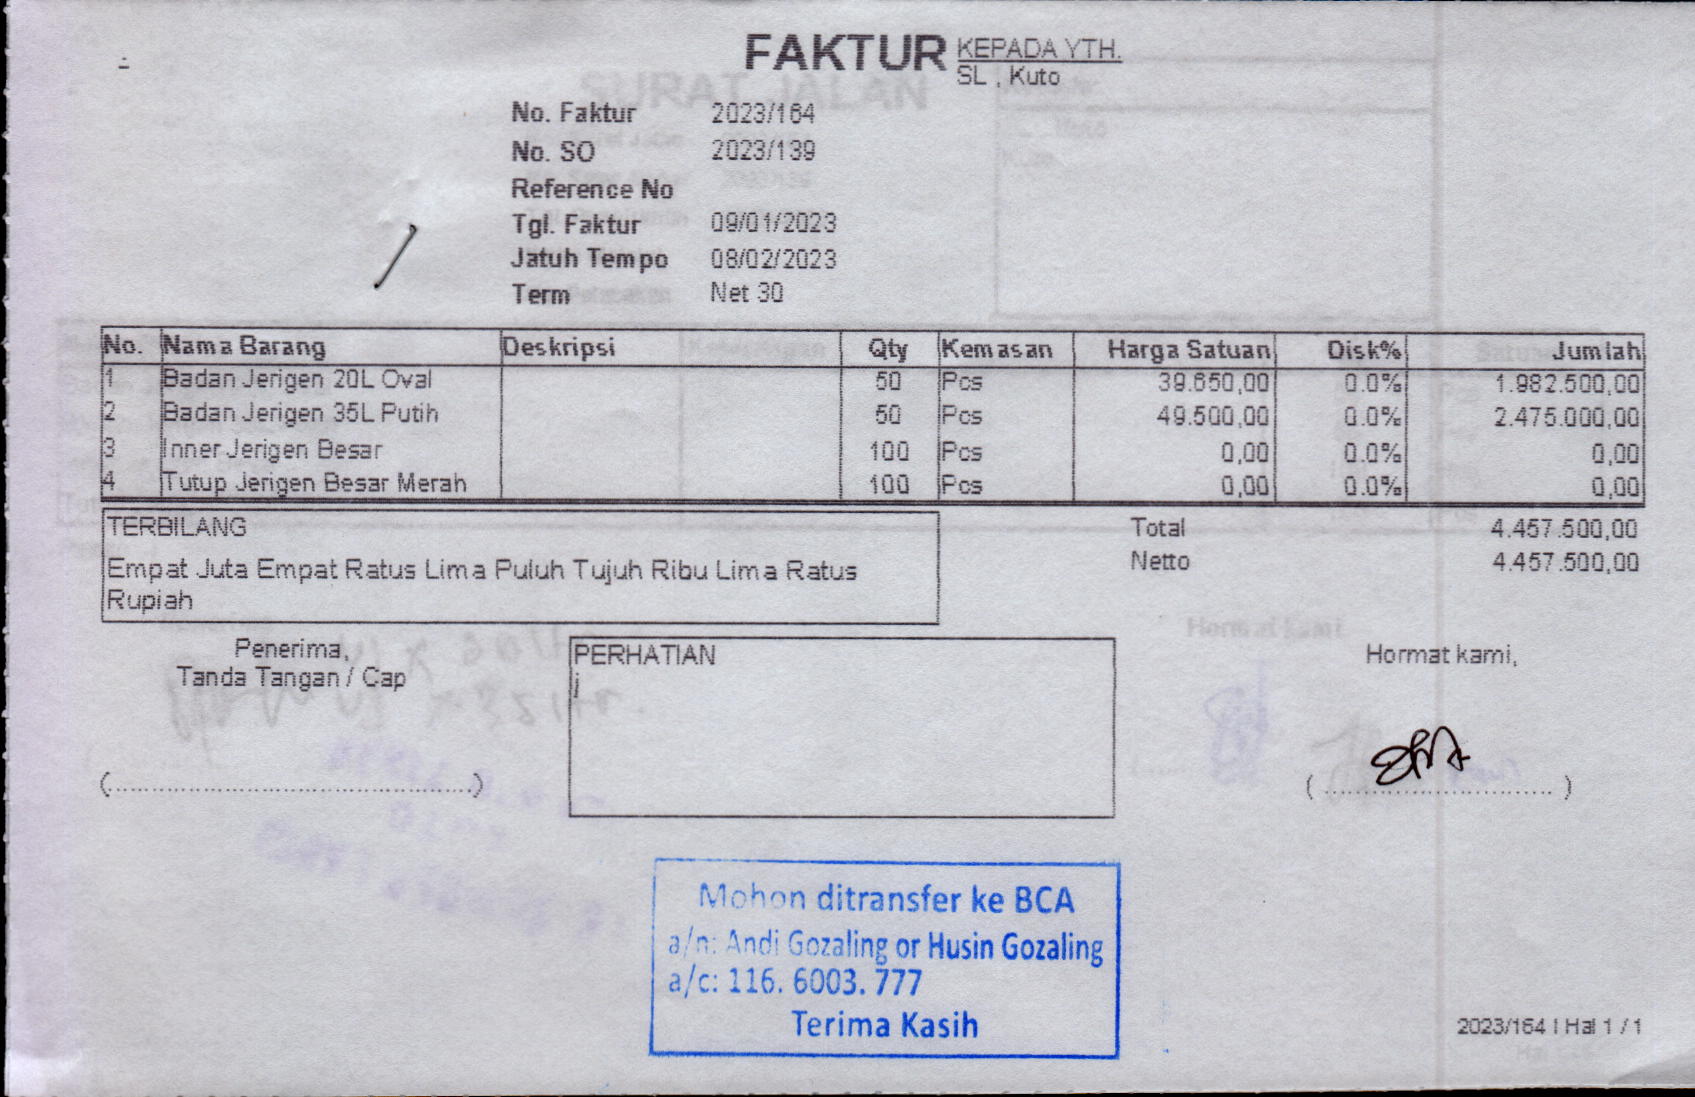 FAKTUR
KEPADA YTH.
SL , Kuto
No. Faktur 2023/164
No. SO 2023/139
Reference No
Tgl. Faktur 09/01/2023
Jatuh Tempo 08/02/2023
Term Net 30
No. Nama Barang Deskripsi Qty Kemasan Harga Satuan Disk% Jumlah
1 Badan Jerigen 20L Oval 50 Pcs 39.650,00 0.0% 1.982.500,00
2 Badan Jerigen 35L Putih 50 Pcs 49.500,00 0.0% 2.475.000,00
3 Inner Jerigen Besar 100 Pcs 0,00 0.0% 0,00
4 Tutup Jerigen Besar Merah 100 Pcs 0,00 0.0% 0,00
TERBILANG
Empat Juta Empat Ratus Lima Puluh Tujuh Ribu Lima Ratus
Rupiah
Total 4.457.500,00
Netto 4.457.500,00
Penerima,
Tanda Tangan / Cap
PERHATIAN
j
Hormat kami,
Mohon ditransfer ke BCA
a/n: Andi Gozaling or Husin Gozaling
a/c: 116. 6003. 777
Terima Kasih
2023/164 | Hal 1 / 1